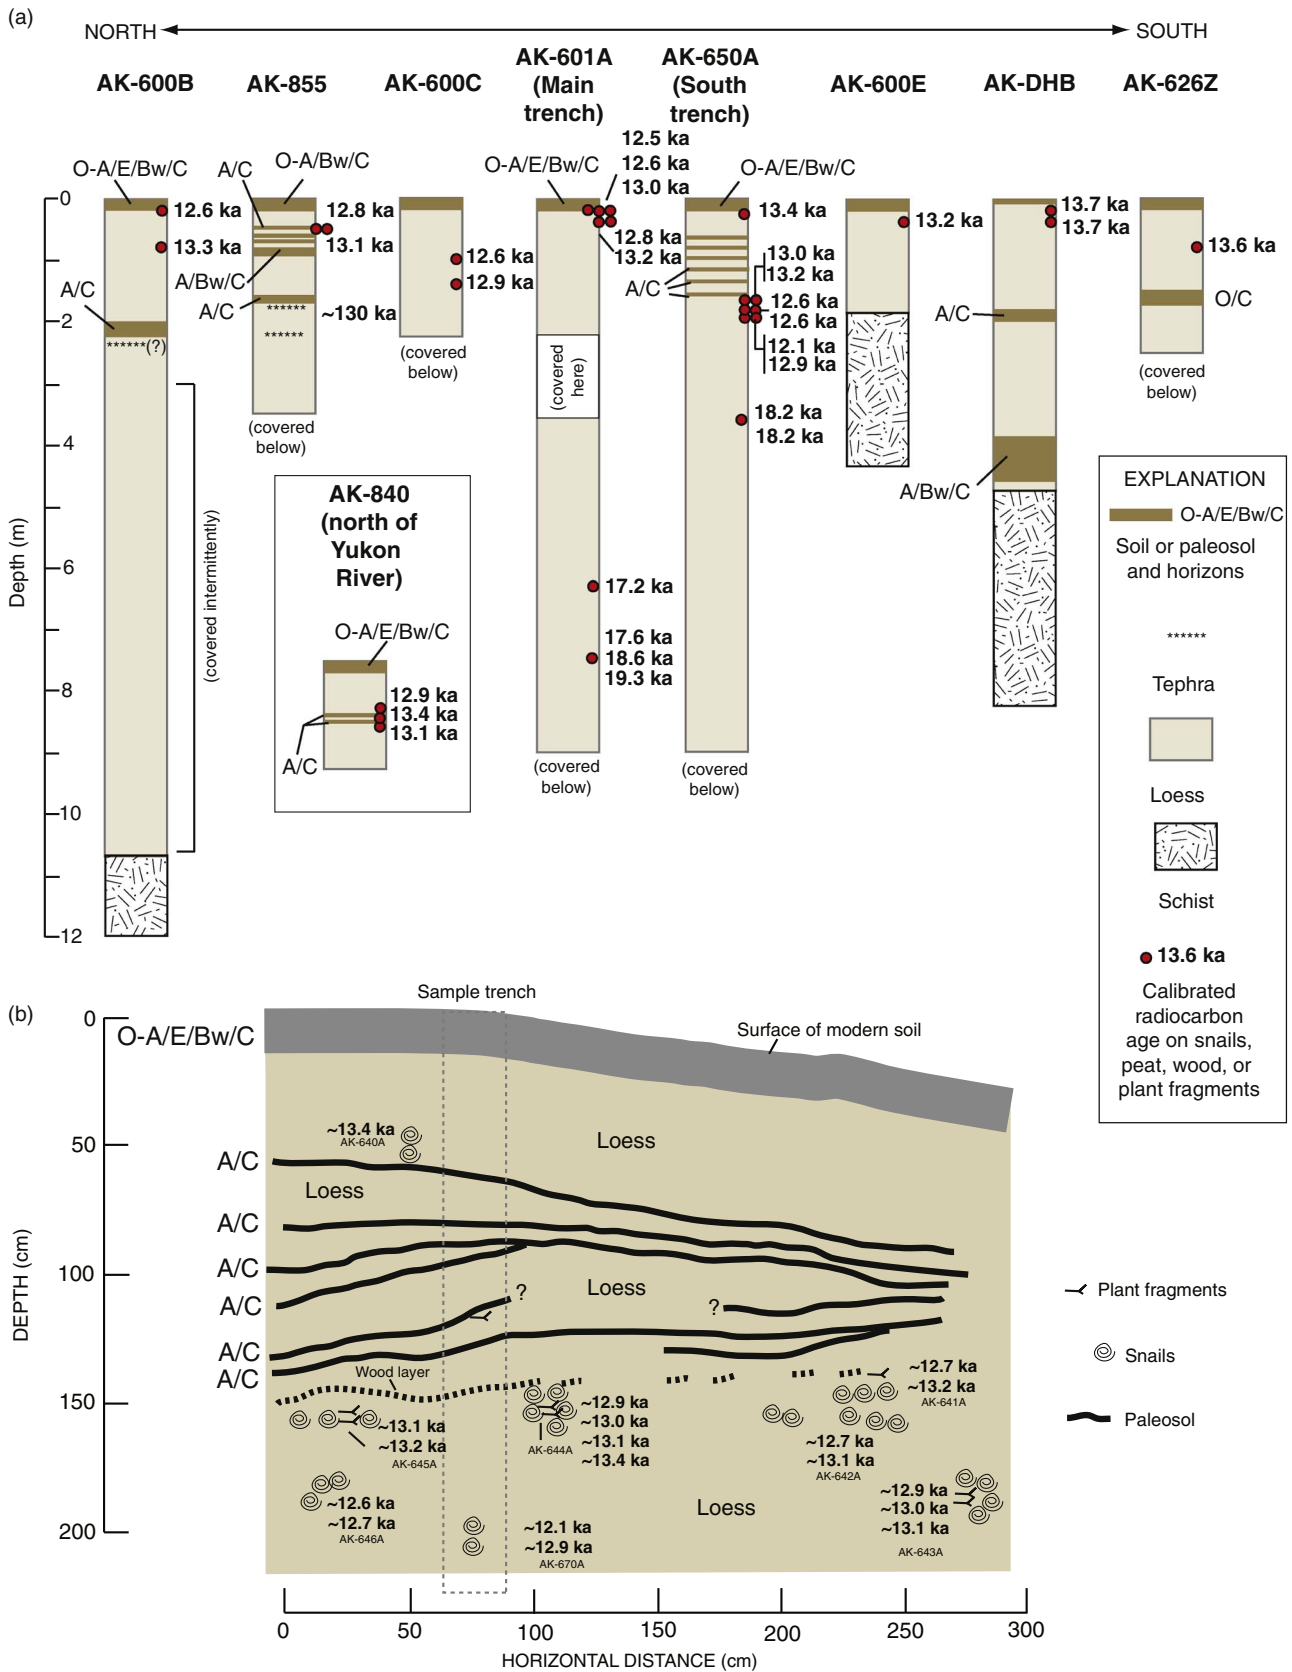 (a)
NORTH
SOUTH
AK-600B
AK-855
AK-600C
AK-601A
(Main
trench)
AK-650A
(South
trench)
AK-600E
AK-DHB
AK-626Z
O-A/E/Bw/C
12.6 ka
13.3 ka
A/C
******(?)
(covered intermittently)
A/C
O-A/Bw/C
12.8 ka
13.1 ka
A/Bw/C
A/C
******
~130 ka
******
(covered
below)
12.6 ka
12.9 ka
(covered
below)
O-A/E/Bw/C
12.5 ka
12.6 ka
13.0 ka
12.8 ka
13.2 ka
(covered
here)
17.2 ka
17.6 ka
18.6 ka
19.3 ka
(covered
below)
O-A/E/Bw/C
13.4 ka
A/C
13.0 ka
13.2 ka
12.6 ka
12.6 ka
12.1 ka
12.9 ka
18.2 ka
18.2 ka
(covered
below)
13.2 ka
13.7 ka
13.7 ka
A/C
A/Bw/C
13.6 ka
O/C
(covered
below)
Depth (m)
0
2
4
6
8
10
12
AK-840
(north of
Yukon
River)
O-A/E/Bw/C
12.9 ka
13.4 ka
13.1 ka
A/C
EXPLANATION
O-A/E/Bw/C
Soil or paleosol
and horizons
******
Tephra
Loess
Schist
13.6 ka
Calibrated
radiocarbon
age on snails,
peat, wood, or
plant fragments
(b)
DEPTH (cm)
0
50
100
150
200
O-A/E/Bw/C
Sample trench
Surface of modern soil
~13.4 ka
AK-640A
Loess
A/C
Loess
A/C
A/C
Loess
A/C
?
?
A/C
A/C
Wood layer
~12.7 ka
~13.2 ka
AK-641A
~13.1 ka
~13.2 ka
AK-645A
~12.9 ka
~13.0 ka
~13.1 ka
~13.4 ka
AK-644A
~12.7 ka
~13.1 ka
AK-642A
~12.6 ka
~12.7 ka
AK-646A
~12.1 ka
~12.9 ka
AK-670A
Loess
~12.9 ka
~13.0 ka
~13.1 ka
AK-643A
Plant fragments
Snails
Paleosol
0
50
100
150
200
250
300
HORIZONTAL DISTANCE (cm)